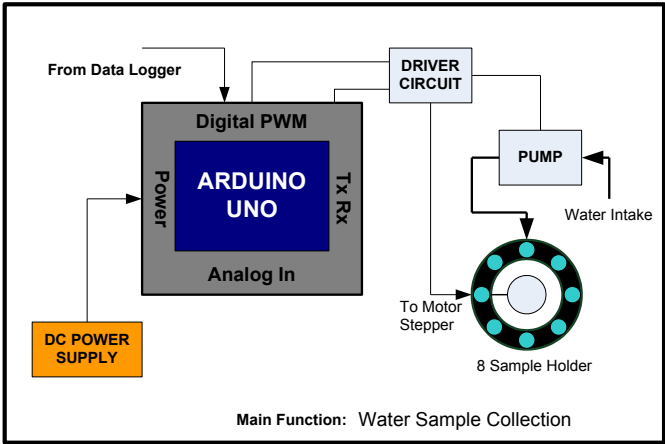 From Data Logger
DRIVER
CIRCUIT
Digital PWM
Power
ARDUINO
UNO
Tx Rx
Analog In
PUMP
Water Intake
To Motor
Stepper
DC POWER
SUPPLY
8 Sample Holder
Main Function: Water Sample Collection